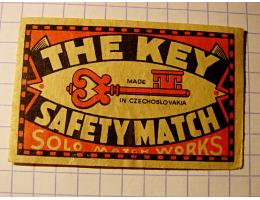 THE KEY
MADE
IN CZECHOSLOVAKIA
SAFETY MATCH
SOLO MATCH WORKS